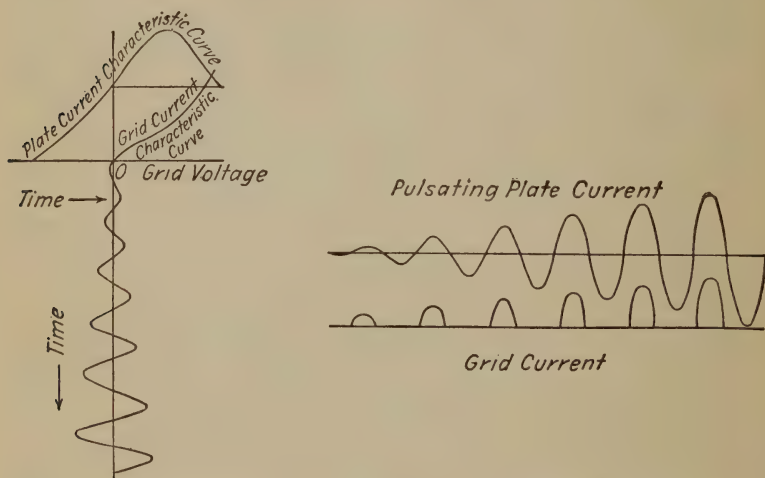 Plate Current Characteristic Curve
Grid Current
Characteristic
Curve
O Grid Voltage
Time
Time
Pulsating Plate Current
Grid Current